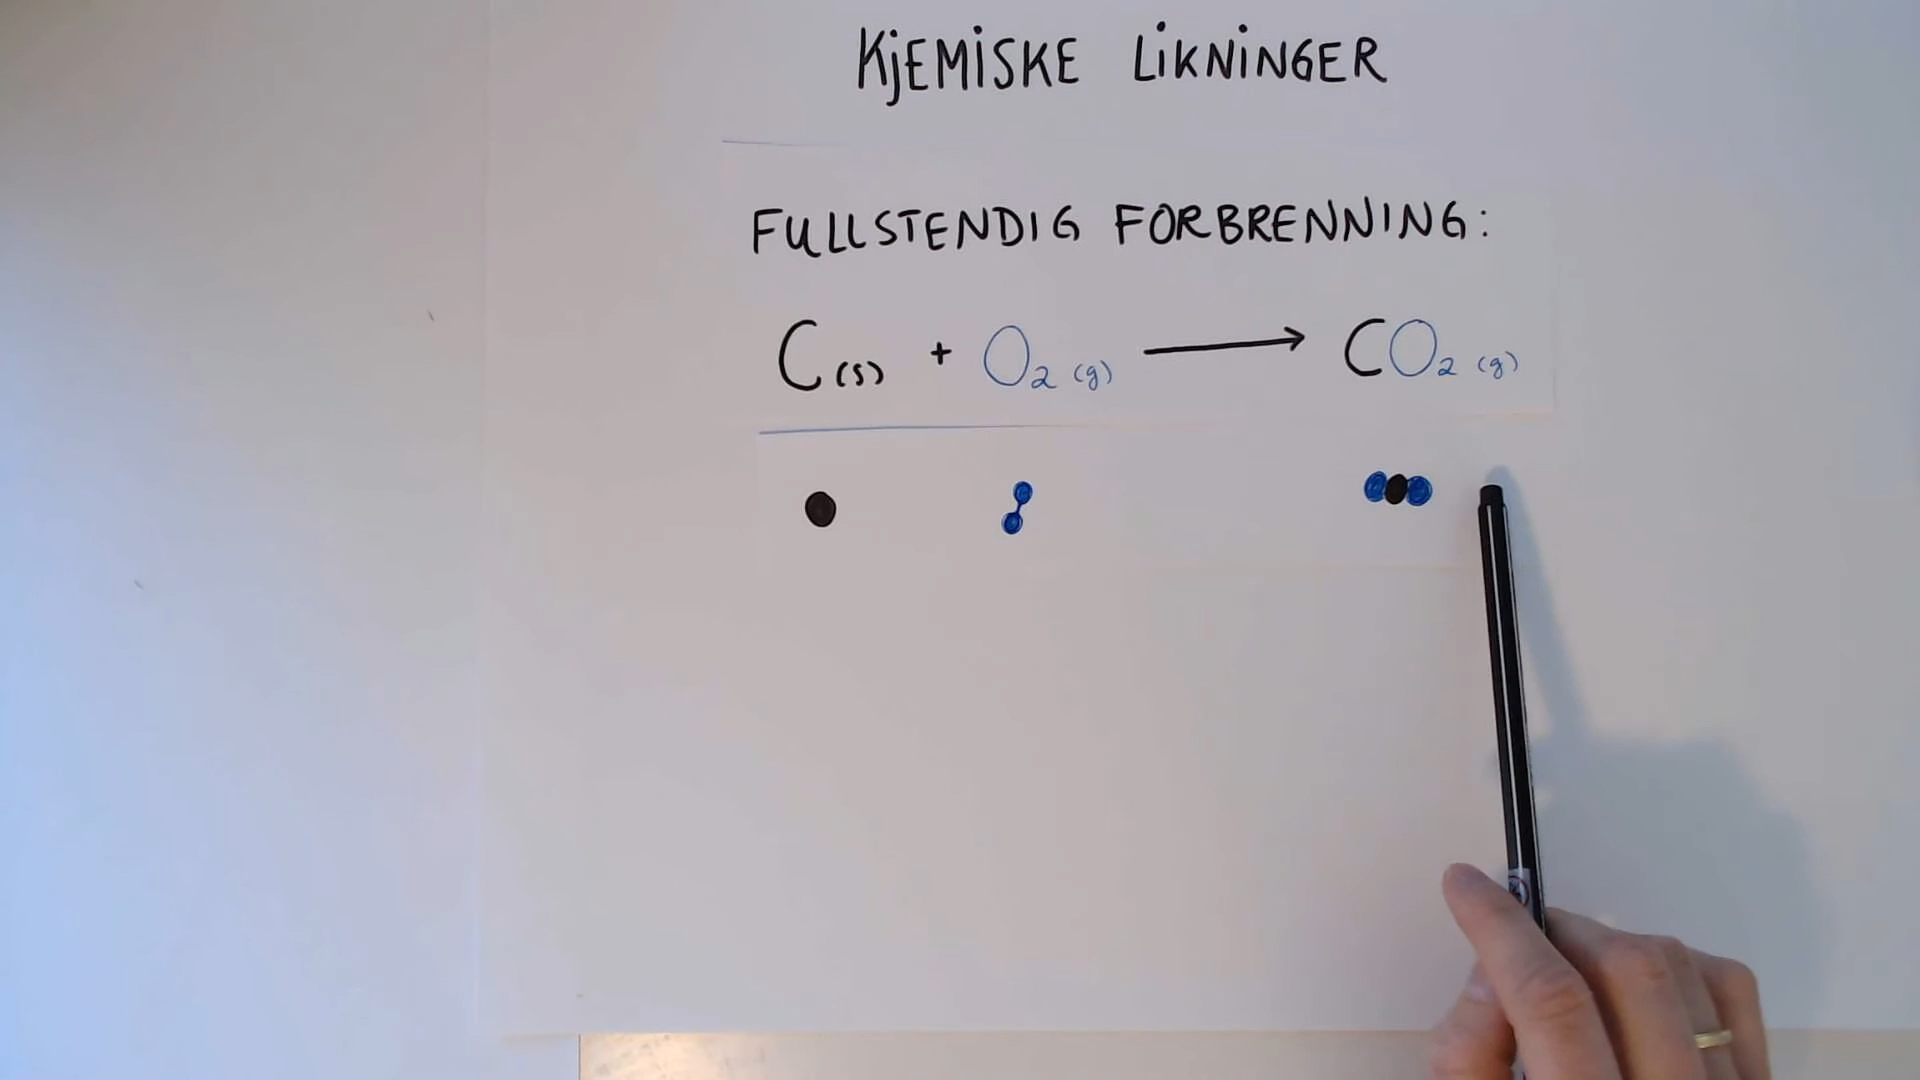 KjEMiSKE LiKNiNGER
FULLSTENDIG FORBRENNING:
C(s) + O₂ (g) ⟶ CO₂ (g)